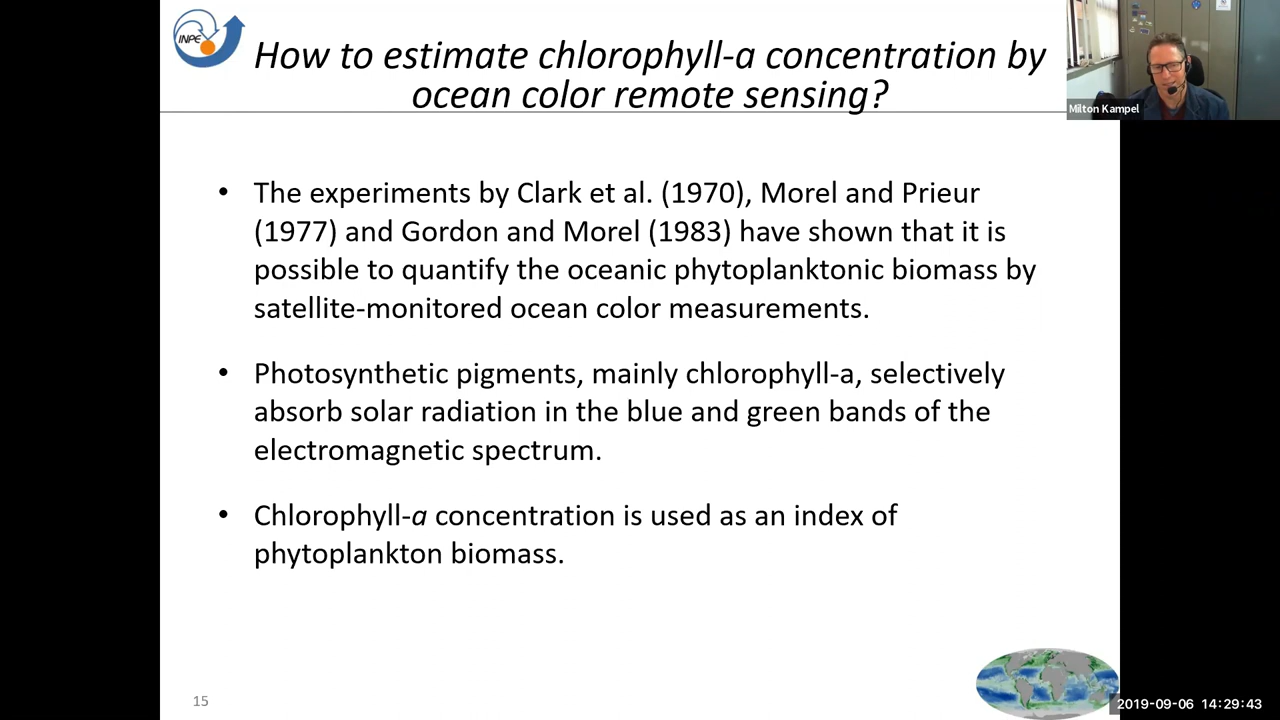 INPE
How to estimate chlorophyll-a concentration by
ocean color remote sensing?
Milton Kampel
• The experiments by Clark et al. (1970), Morel and Prieur
(1977) and Gordon and Morel (1983) have shown that it is
possible to quantify the oceanic phytoplanktonic biomass by
satellite-monitored ocean color measurements.
• Photosynthetic pigments, mainly chlorophyll-a, selectively
absorb solar radiation in the blue and green bands of the
electromagnetic spectrum.
• Chlorophyll-a concentration is used as an index of
phytoplankton biomass.
15
2019-09-06 14:29:43